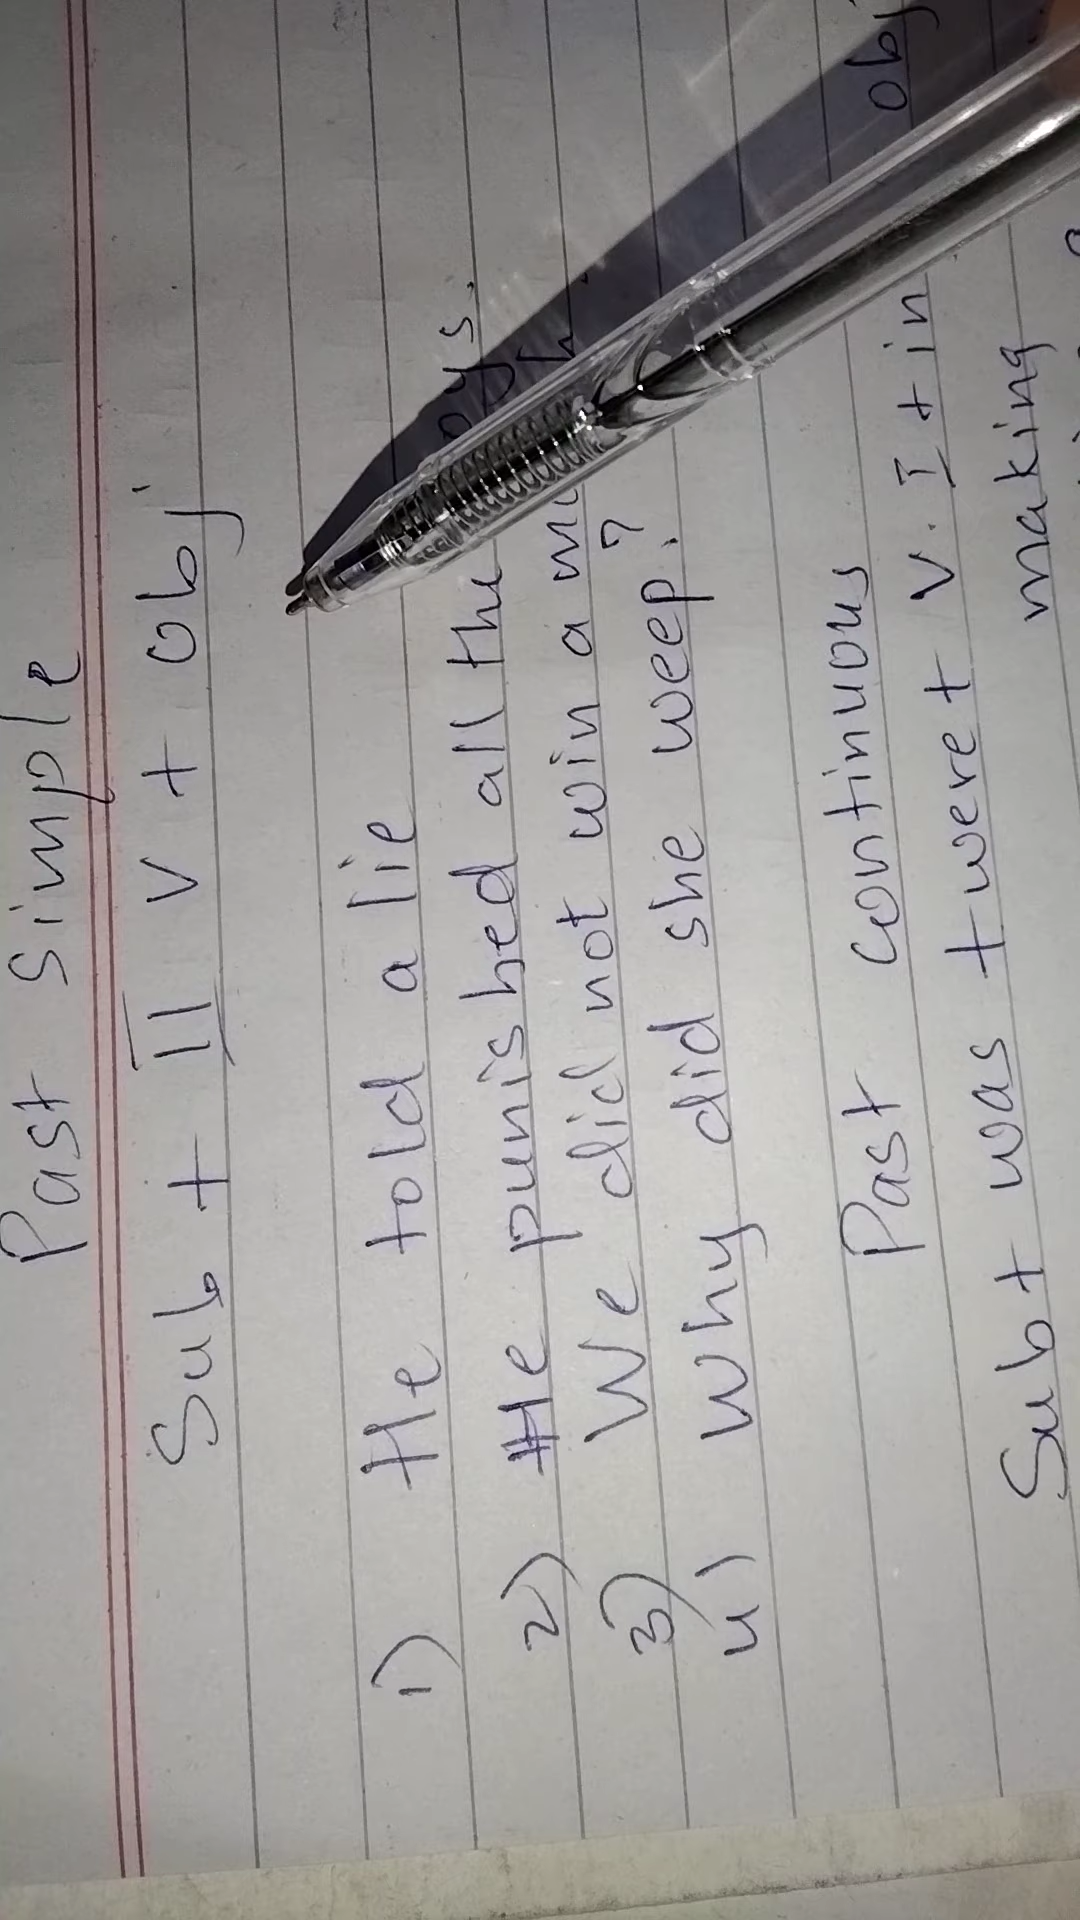 Past Simple
Sub + II V + obj
1) He told a lie
2) He punished all the
3) We did not win a
4) Why did she weep?
Past continuous
Sub + was + were + V. I + in obj
making